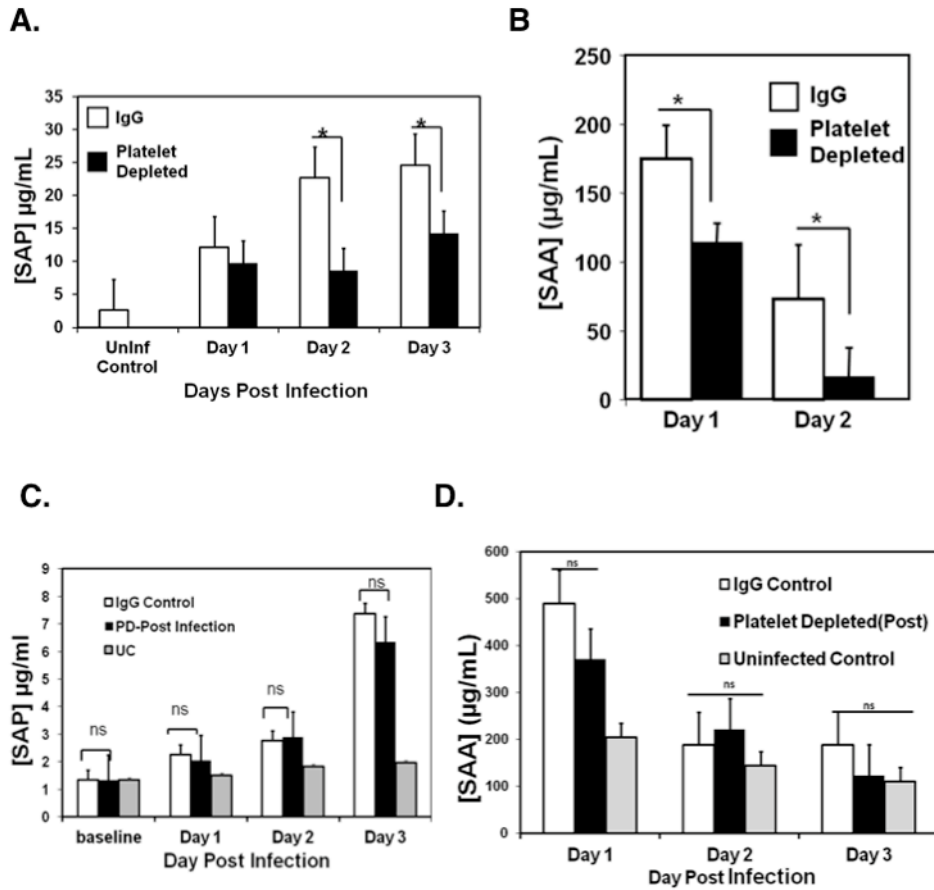 A.
[SAP] µg/mL
35
30
25
20
15
10
5
0
IgG
Platelet
Depleted
*
*
UnInf
Control
Day 1
Day 2
Day 3
Days Post Infection
B
[SAA] (µg/mL)
250
200
150
100
50
0
IgG
Platelet
Depleted
*
*
Day 1
Day 2
C.
[SAP] µg/ml
9
8
7
6
5
4
3
2
1
0
IgG Control
PD-Post Infection
UC
ns
ns
ns
ns
baseline
Day 1
Day 2
Day 3
Day Post Infection
D.
[SAA] (µg/mL)
600
500
400
300
200
100
0
ns
IgG Control
Platelet Depleted(Post)
Uninfected Control
ns
ns
Day 1
Day 2
Day 3
Day Post Infection